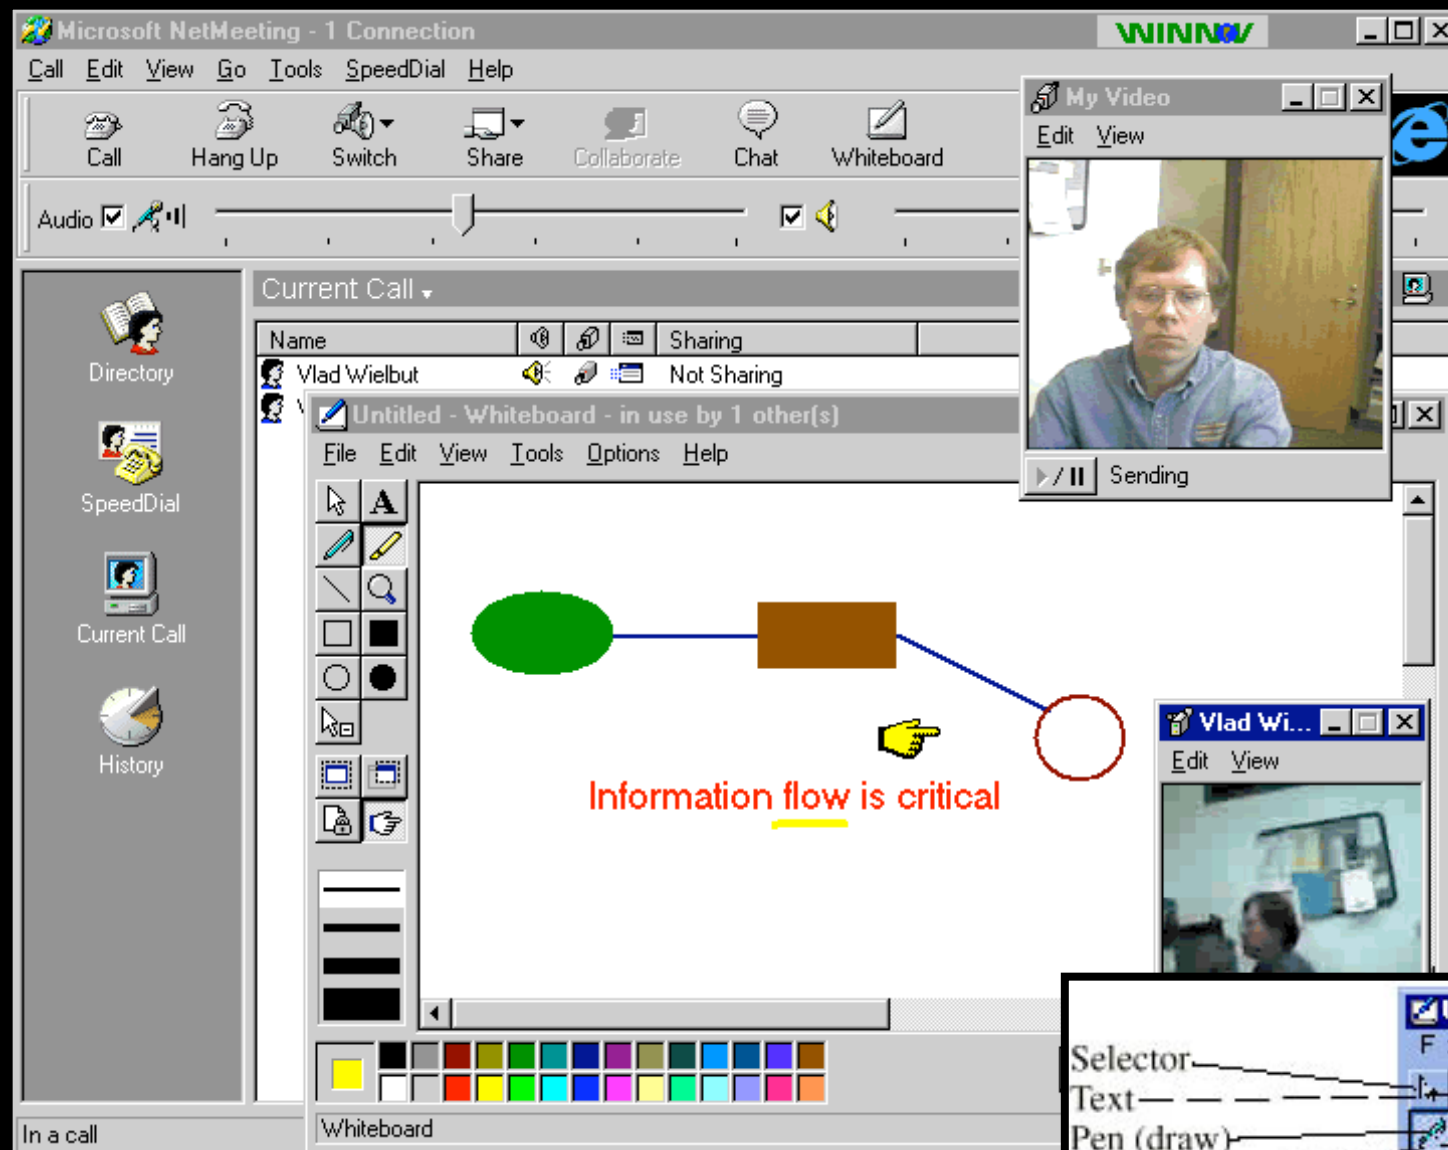 Microsoft NetMeeting - 1 Connection
WINNOV
Call Edit View Go Tools SpeedDial Help
Call Hang Up Switch Share Collaborate Chat Whiteboard
Audio
My Video
Edit View
Sending
Directory
SpeedDial
Current Call
History
Current Call
Name Sharing
Vlad Wielbut Not Sharing
Untitled - Whiteboard - in use by 1 other(s)
File Edit View Tools Options Help
A
Information flow is critical
Vlad Wi...
Edit View
Whiteboard
In a call
Selector
Text
Pen (draw)
F